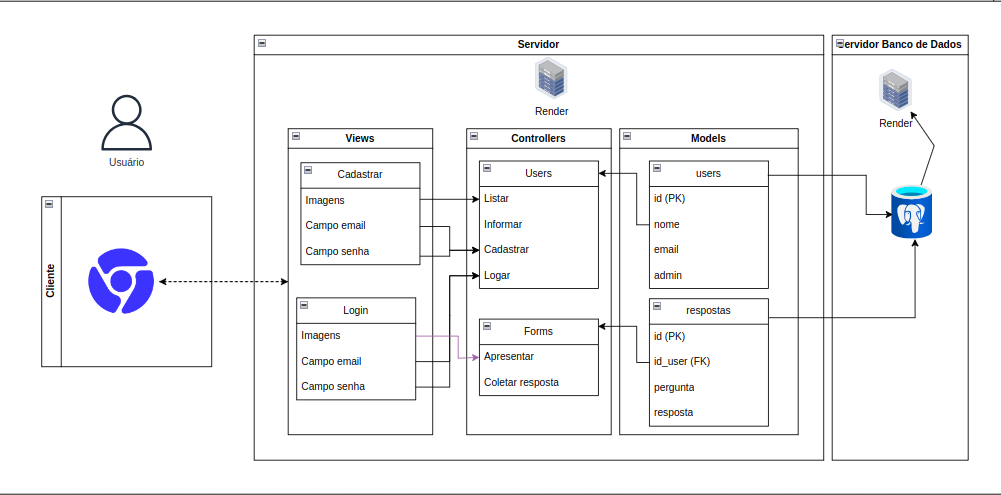 Servidor
Servidor Banco de Dados
Render
Render
Usuário
Cliente
Views
Cadastrar
Imagens
Campo email
Campo senha
Login
Imagens
Campo email
Campo senha
Controllers
Users
Listar
Informar
Cadastrar
Logar
Forms
Apresentar
Coletar resposta
Models
users
id (PK)
nome
email
admin
respostas
id (PK)
id_user (FK)
pergunta
resposta